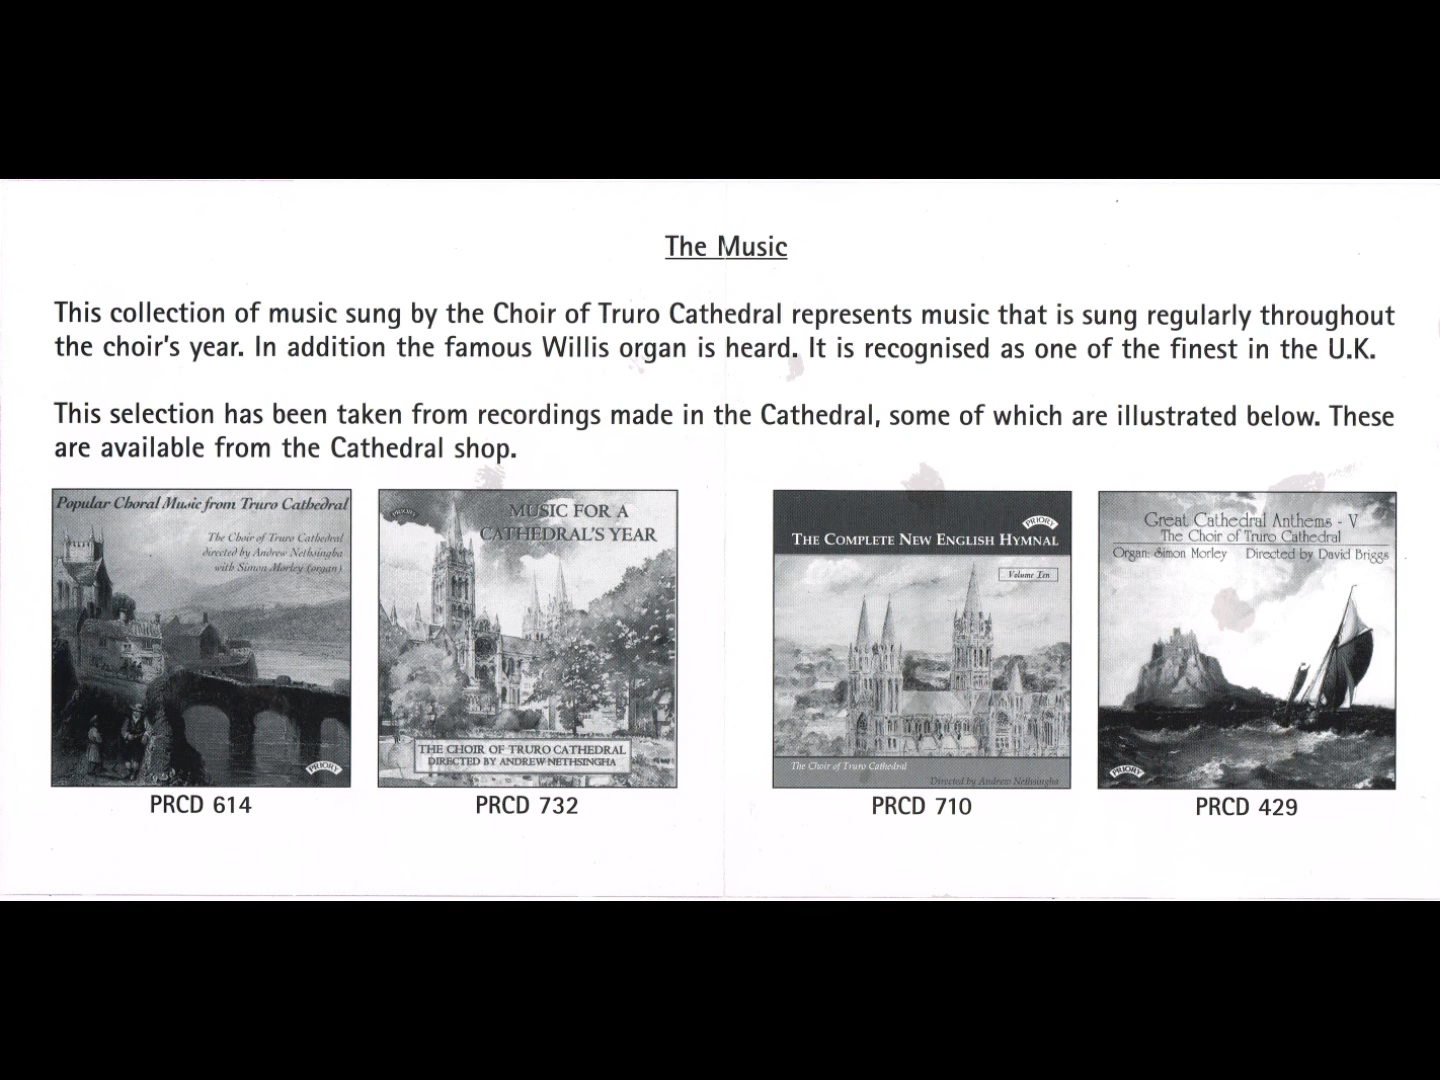 The Music
This collection of music sung by the Choir of Truro Cathedral represents music that is sung regularly throughout
the choir's year. In addition the famous Willis organ is heard. It is recognised as one of the finest in the U.K.
This selection has been taken from recordings made in the Cathedral, some of which are illustrated below. These
are available from the Cathedral shop.
Popular Choral Music from Truro Cathedral
The Choir of Truro Cathedral
directed by Andrew Nethsingha
with Simon Morley (organ)
PRIORY
PRCD 614
PRIORY
MUSIC FOR A
CATHEDRAL'S YEAR
THE CHOIR OF TRURO CATHEDRAL
DIRECTED BY ANDREW NETHSINGHA
PRCD 732
PRIORY
THE COMPLETE NEW ENGLISH HYMNAL
Volume Ten
The Choir of Truro Cathedral
Directed by Andrew Nethsingha
PRCD 710
Great Cathedral Anthems - V
The Choir of Truro Cathedral
Organ: Simon Morley Directed by David Briggs
PRIORY
PRCD 429